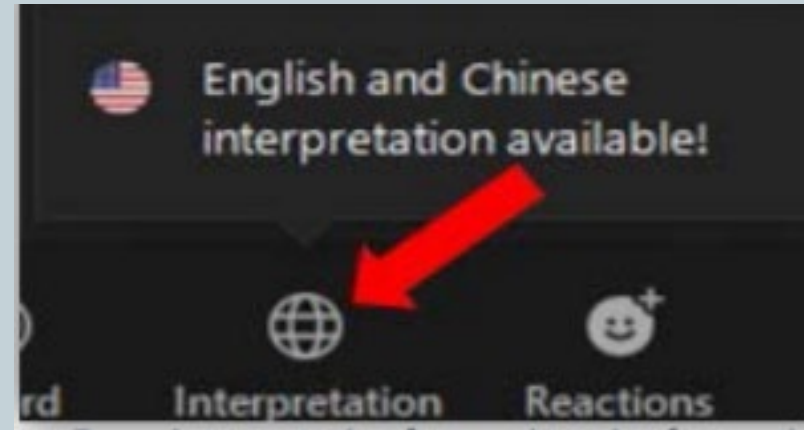 English and Chinese
interpretation available!
rd Interpretation Reactions